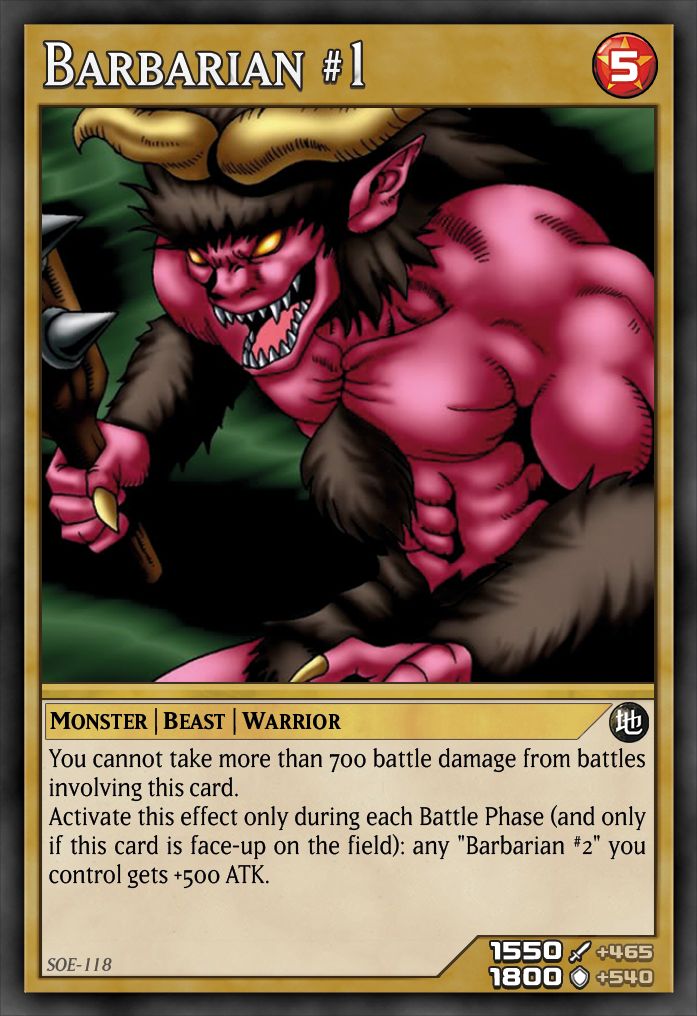 Barbarian #1
5
Monster | Beast | Warrior
地
You cannot take more than 700 battle damage from battles
involving this card.
Activate this effect only during each Battle Phase (and only
if this card is face-up on the field): any "Barbarian #2" you
control gets +500 ATK.
1550 +465
SOE-118
1800 +540